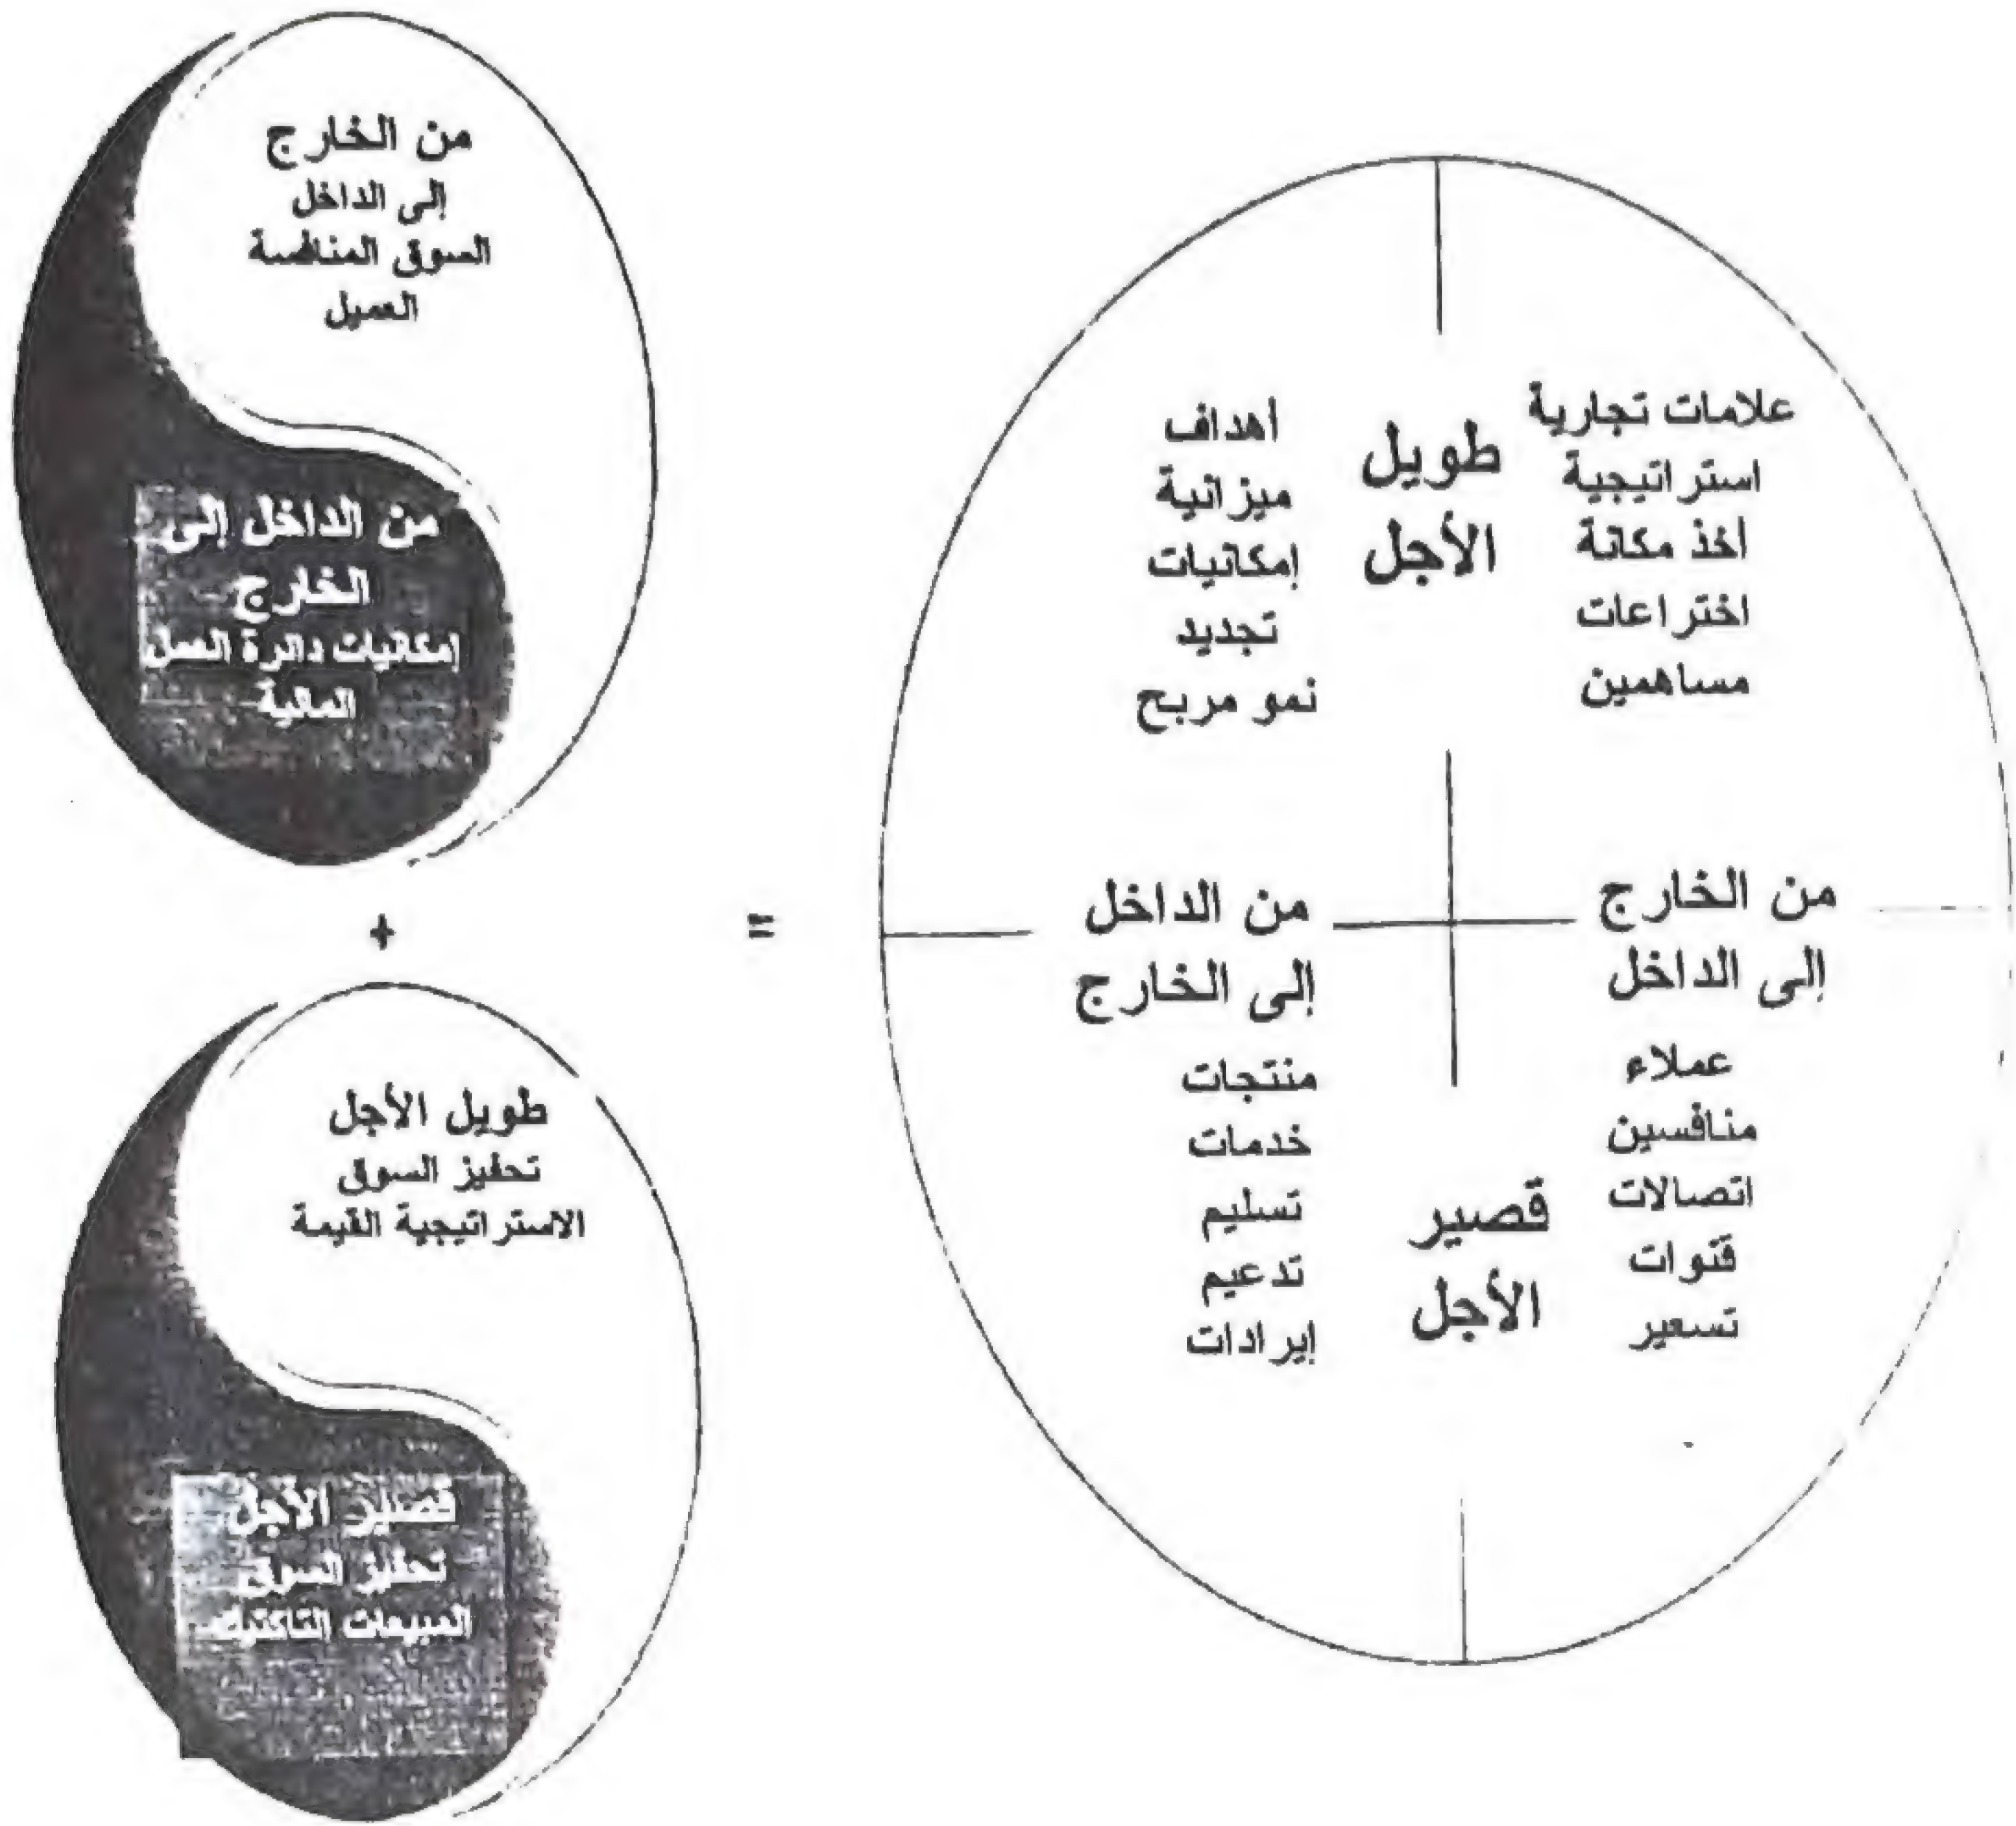 من الخارج
إلى الداخل
السوق المنافسة
العميل
من الداخل إلى
الخارج
إمكانيات دائرة العمل
المالية
+
طويل الأجل
تحفيز السوق
الاستراتيجية القيمة
قصير الأجل
تحفيز السوق
المبيعات التاكتيك
=
علامات تجارية
استراتيجية
أخذ مكانة
اختراعات
مساهمين
طويل
الأجل
أهداف
ميزانية
إمكانيات
تجديد
نمو مربح
من الخارج
إلى الداخل
من الداخل
إلى الخارج
عملاء
منافسين
اتصالات
قنوات
تسعير
قصير
الأجل
منتجات
خدمات
تسليم
تدعيم
إيرادات